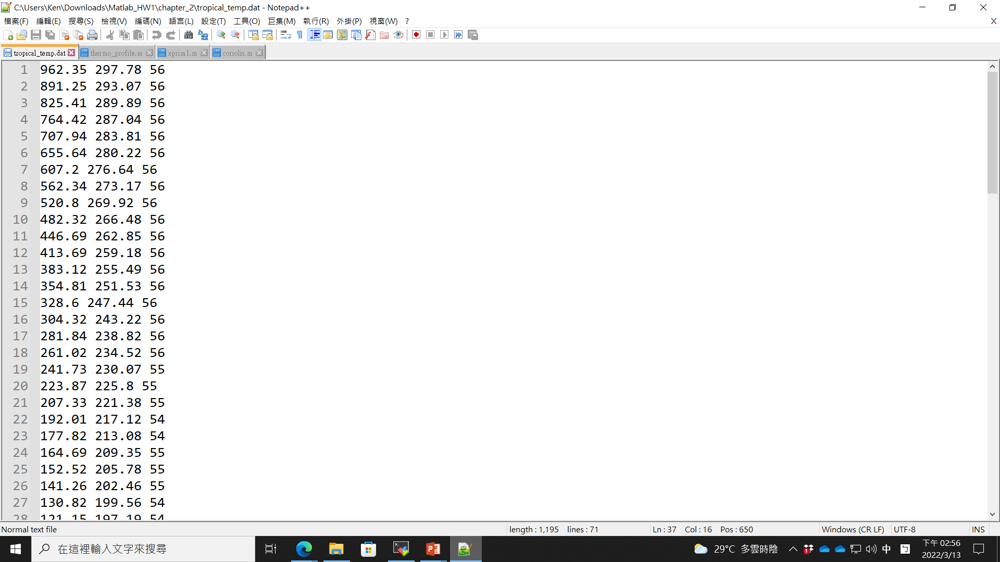 C:\Users\Ken\Downloads\Matlab_HW1\chapter_2\tropical_temp.dat - Notepad++
檔案(F) 編輯(E) 搜尋(S) 檢視(V) 編碼(N) 語言(L) 設定(T) 工具(O) 巨集(M) 執行(R) 外掛(P) 視窗(W) ? X
tropical_temp.dat thermo_profile.m xprim1.m coriolis.m
1 962.35 297.78 56
2 891.25 293.07 56
3 825.41 289.89 56
4 764.42 287.04 56
5 707.94 283.81 56
6 655.64 280.22 56
7 607.2 276.64 56
8 562.34 273.17 56
9 520.8 269.92 56
10 482.32 266.48 56
11 446.69 262.85 56
12 413.69 259.18 56
13 383.12 255.49 56
14 354.81 251.53 56
15 328.6 247.44 56
16 304.32 243.22 56
17 281.84 238.82 56
18 261.02 234.52 56
19 241.73 230.07 55
20 223.87 225.8 55
21 207.33 221.38 55
22 192.01 217.12 54
23 177.82 213.08 54
24 164.69 209.35 55
25 152.52 205.78 55
26 141.26 202.46 55
27 130.82 199.56 54
28 121.15 197.19 54
Normal text file length : 1,195 lines : 71 Ln : 37 Col : 16 Pos : 650 Windows (CR LF) UTF-8 INS
在這裡輸入文字來搜尋 29°C 多雲時陰 中 下午 02:56
2022/3/13